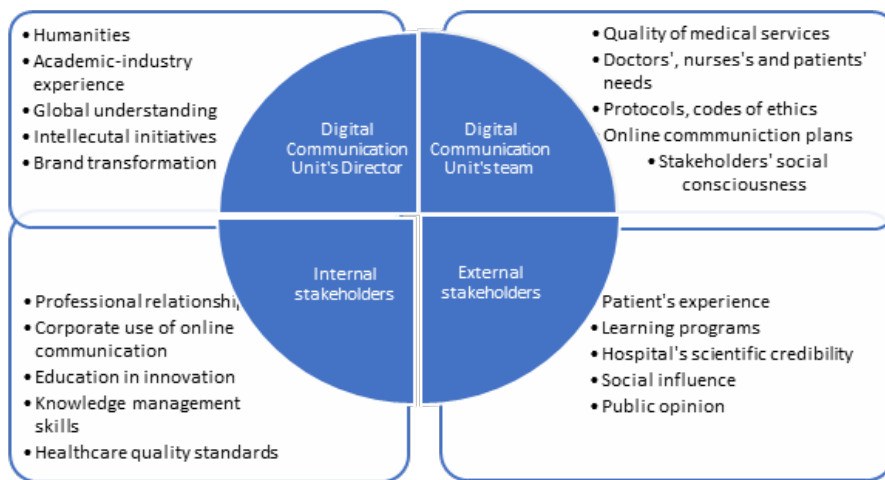 • Humanities
• Academic-industry
experience
• Global understanding
• Intellecutal initiatives
• Brand transformation
• Quality of medical services
• Doctors', nurses's and patients'
needs
• Protocols, codes of ethics
• Online commmuniction plans
• Stakeholders' social
consciousness
Digital
Communication
Unit's Director
Digital
Communication
Unit's team
Internal
stakeholders
External
stakeholders
• Professional
• Corporate use of online
communication
• Education in innovation
• Knowledge management
skills
• Healthcare quality standards
Patient's experience
• Learning programs
• Hospital's scientific credibility
• Social influence
• Public opinion